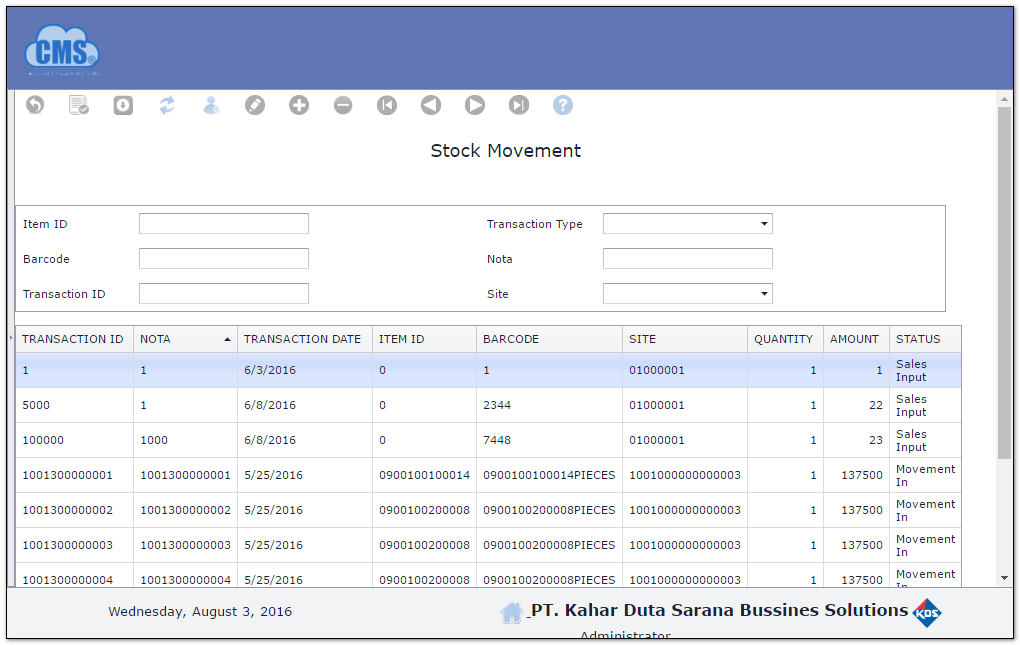 CMS®
Stock Movement
Item ID
Transaction Type
Barcode
Nota
Transaction ID
Site
TRANSACTION ID NOTA TRANSACTION DATE ITEM ID BARCODE SITE QUANTITY AMOUNT STATUS
1 1 6/3/2016 0 1 01000001 1 1 Sales Input
5000 1 6/8/2016 0 2344 01000001 1 22 Sales Input
100000 1000 6/8/2016 0 7448 01000001 1 23 Sales Input
1001300000001 1001300000001 5/25/2016 0900100100014 0900100100014PIECES 1001000000000003 1 137500 Movement In
1001300000002 1001300000002 5/25/2016 0900100200008 0900100200008PIECES 1001000000000003 1 137500 Movement In
1001300000003 1001300000003 5/25/2016 0900100200008 0900100200008PIECES 1001000000000003 1 137500 Movement In
1001300000004 1001300000004 5/25/2016 0900100200008 0900100200008PIECES 1001000000000003 1 137500 Movement In
Wednesday, August 3, 2016
PT. Kahar Duta Sarana Bussines Solutions KDS
Administrator